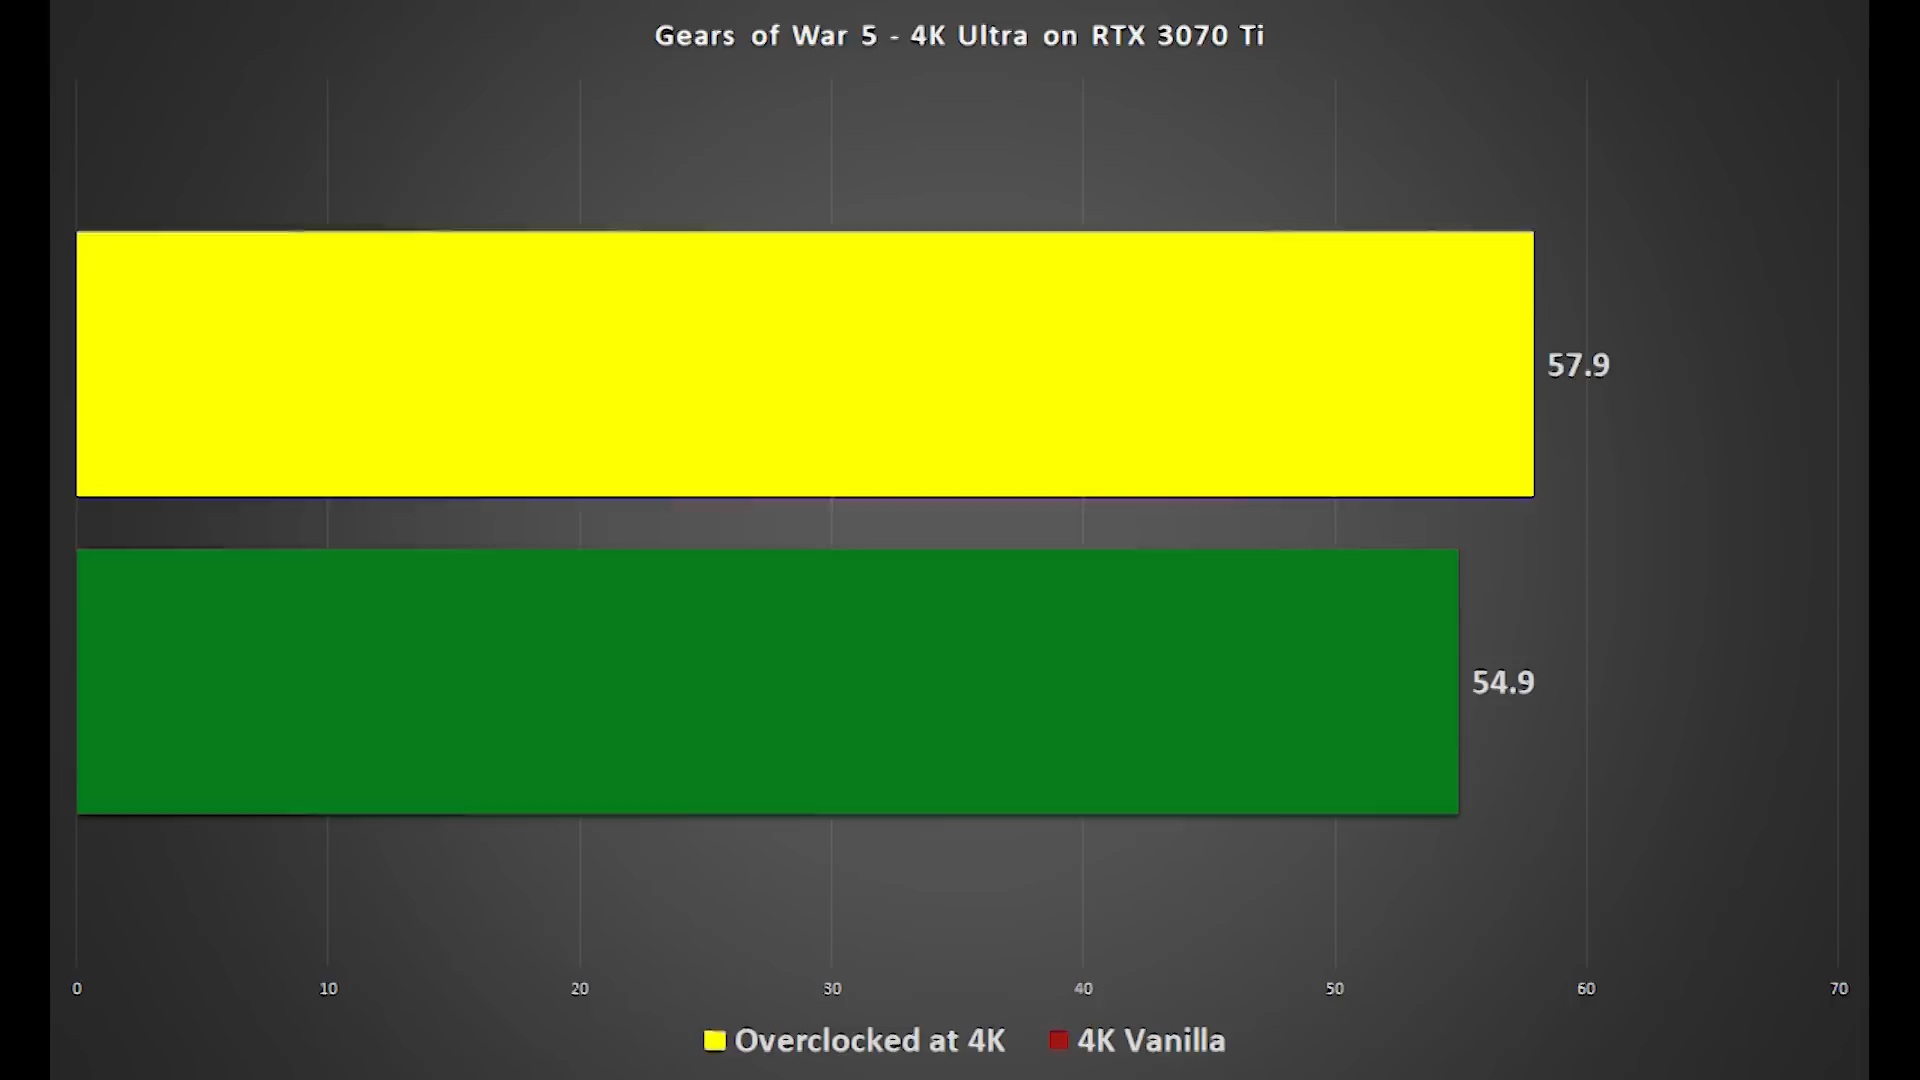 Gears of War 5 - 4K Ultra on RTX 3070 Ti
57.9
54.9
0 10 20 30 40 50 60 70
Overclocked at 4K 4K Vanilla